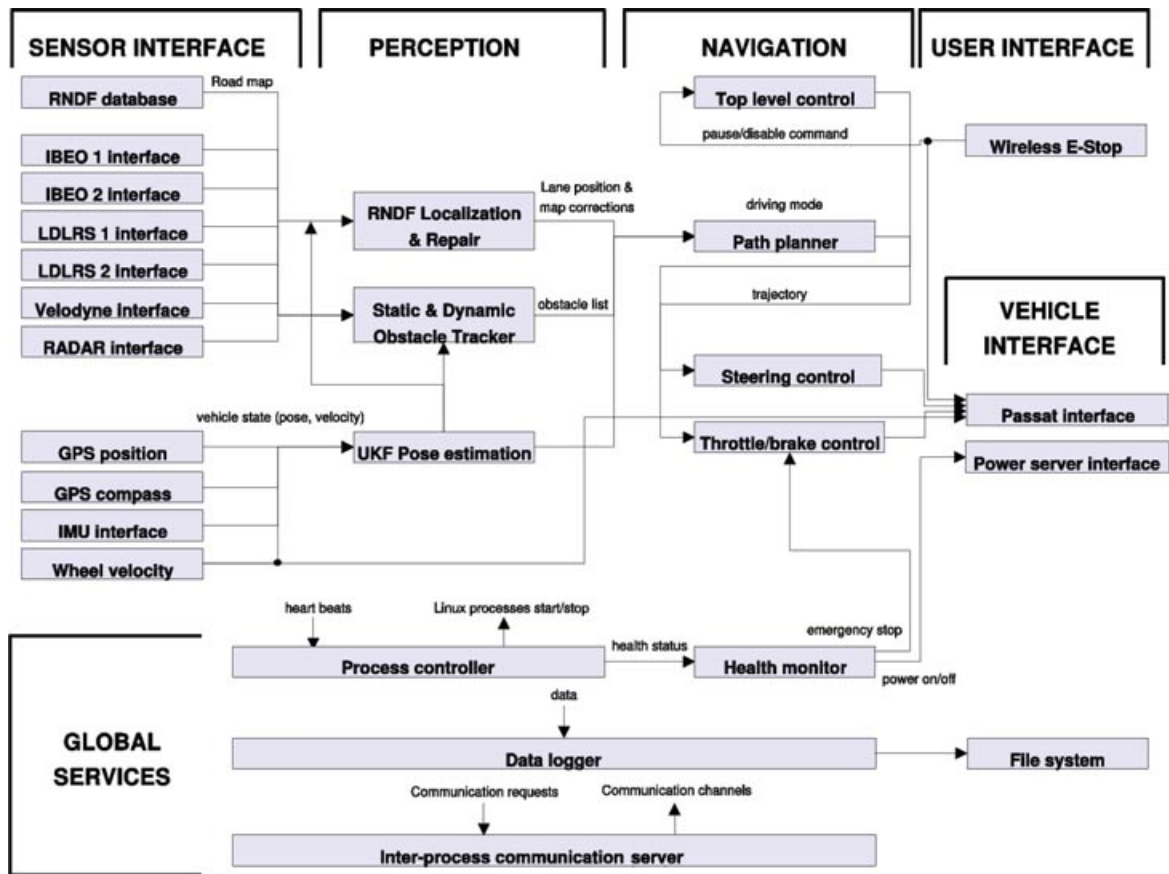 SENSOR INTERFACE
PERCEPTION
NAVIGATION
USER INTERFACE
RNDF database
Road map
Top level control
pause/disable command
Wireless E-Stop
IBEO 1 interface
IBEO 2 interface
LDLRS 1 interface
LDLRS 2 interface
Velodyne interface
RADAR interface
RNDF Localization
& Repair
Lane position &
map corrections
driving mode
Path planner
Static & Dynamic
Obstacle Tracker
obstacle list
trajectory
VEHICLE
INTERFACE
Steering control
Passat interface
vehicle state (pose, velocity)
GPS position
UKF Pose estimation
Throttle/brake control
Power server interface
GPS compass
IMU interface
Wheel velocity
heart beats
Linux processes start/stop
Process controller
health status
Health monitor
emergency stop
power on/off
GLOBAL
SERVICES
data
Data logger
File system
Communication requests
Communication channels
Inter-process communication server